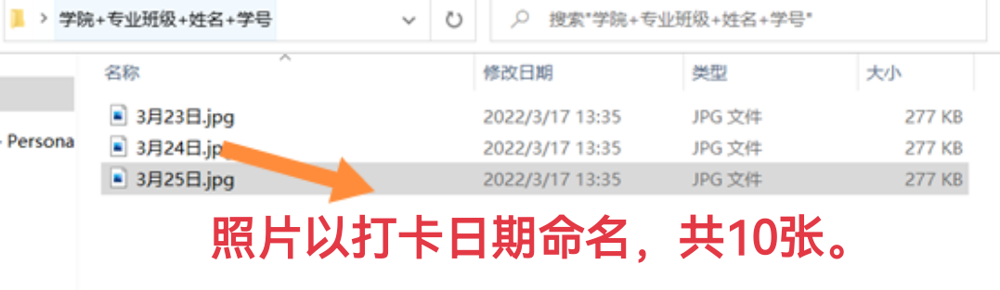 学院+专业班级+姓名+学号 搜索"学院+专业班级+姓名+学号"
名称 修改日期 类型 大小
3月23日.jpg 2022/3/17 13:35 JPG 文件 277 KB
- Persona 3月24日.jp 2022/3/17 13:35 JPG 文件 277 KB
3月25日.jpg 2022/3/17 13:35 JPG 文件 277 KB
照片以打卡日期命名，共10张。